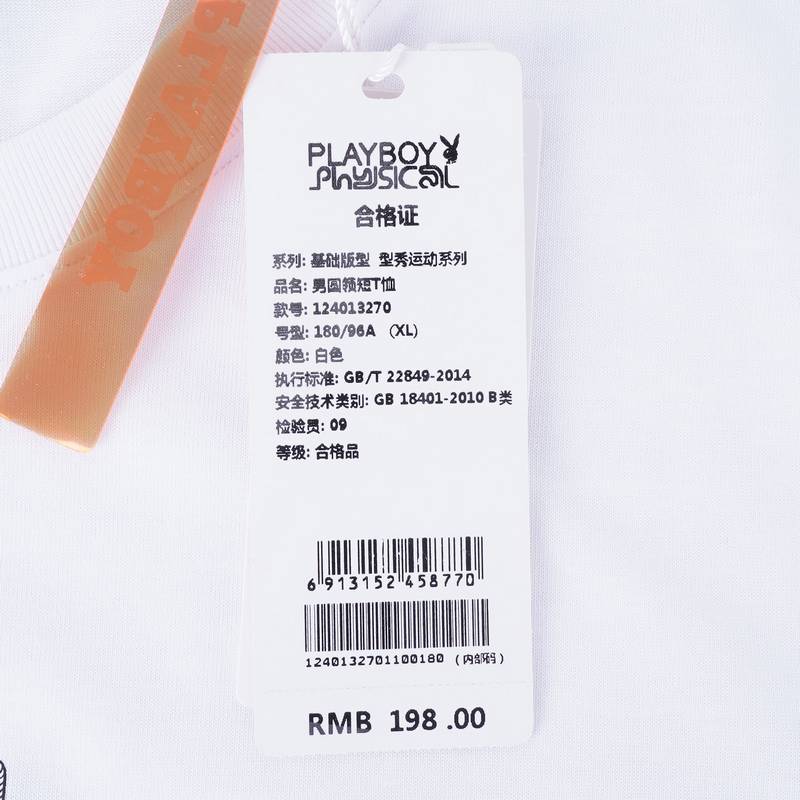 PLAYBOY
PLAYBOY
PHYSICAL
合格证
系列: 基础版型 型秀运动系列
品名: 男圆领短T恤
款号: 124013270
号型: 180/96A (XL)
颜色: 白色
执行标准: GB/T 22849-2014
安全技术类别: GB 18401-2010 B类
检验员: 09
等级: 合格品
6 913152 458770
1240132701100180 (内部码)
RMB 198 .00